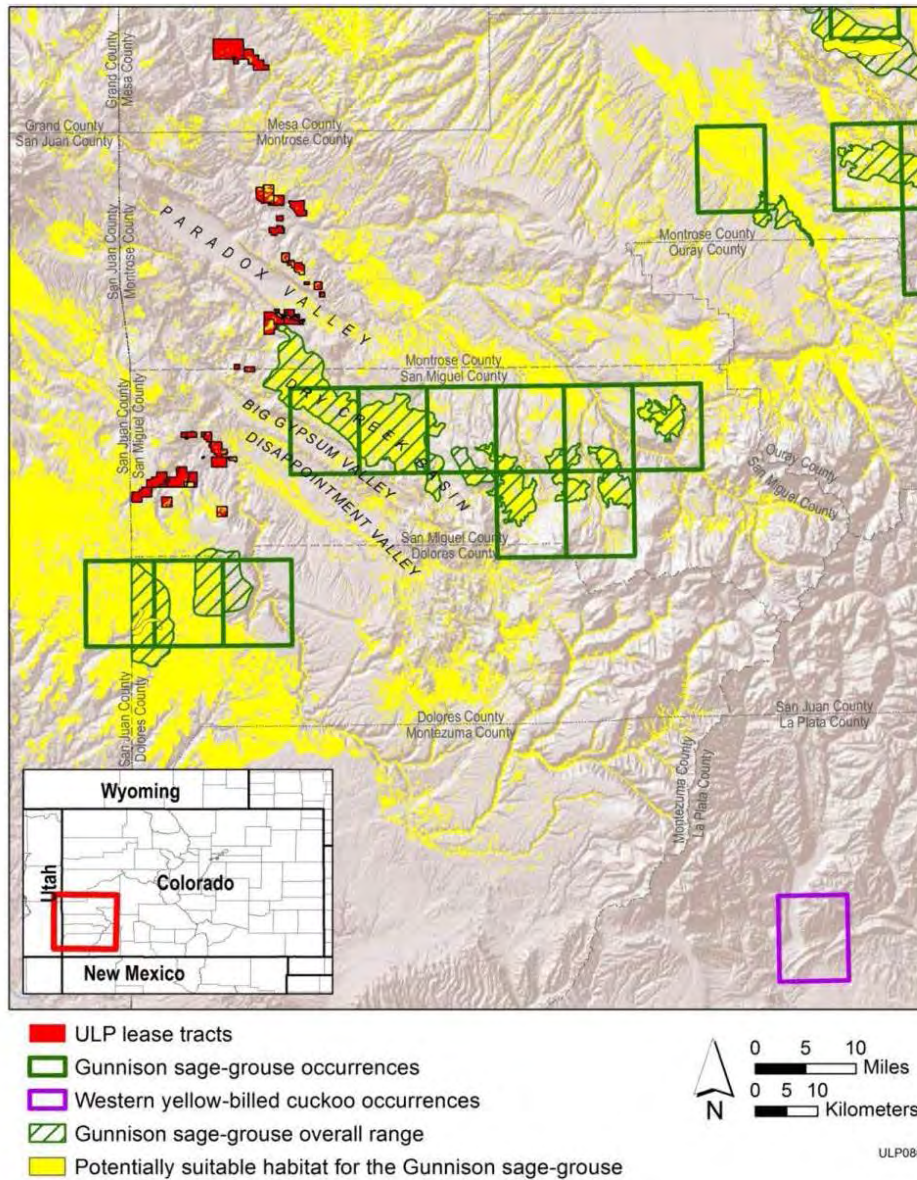 Grand County
Mesa County
Grand County
San Juan County
Mesa County
Montrose County
San Juan County
Montrose County
PARADOX VALLEY
Montrose County
Ouray County
Montrose County
San Miguel County
San Juan County
San Miguel County
DRY CREEK BASIN
BIG GYPSUM VALLEY
DISAPPOINTMENT VALLEY
Ouray County
San Miguel County
San Miguel County
Dolores County
San Juan County
Dolores County
Dolores County
Montezuma County
San Juan County
La Plata County
Montezuma County
La Plata County
Wyoming
Utah
Colorado
New Mexico
ULP lease tracts
Gunnison sage-grouse occurrences
Western yellow-billed cuckoo occurrences
Gunnison sage-grouse overall range
Potentially suitable habitat for the Gunnison sage-grouse
N
0 5 10
Miles
0 5 10
Kilometers
ULP08